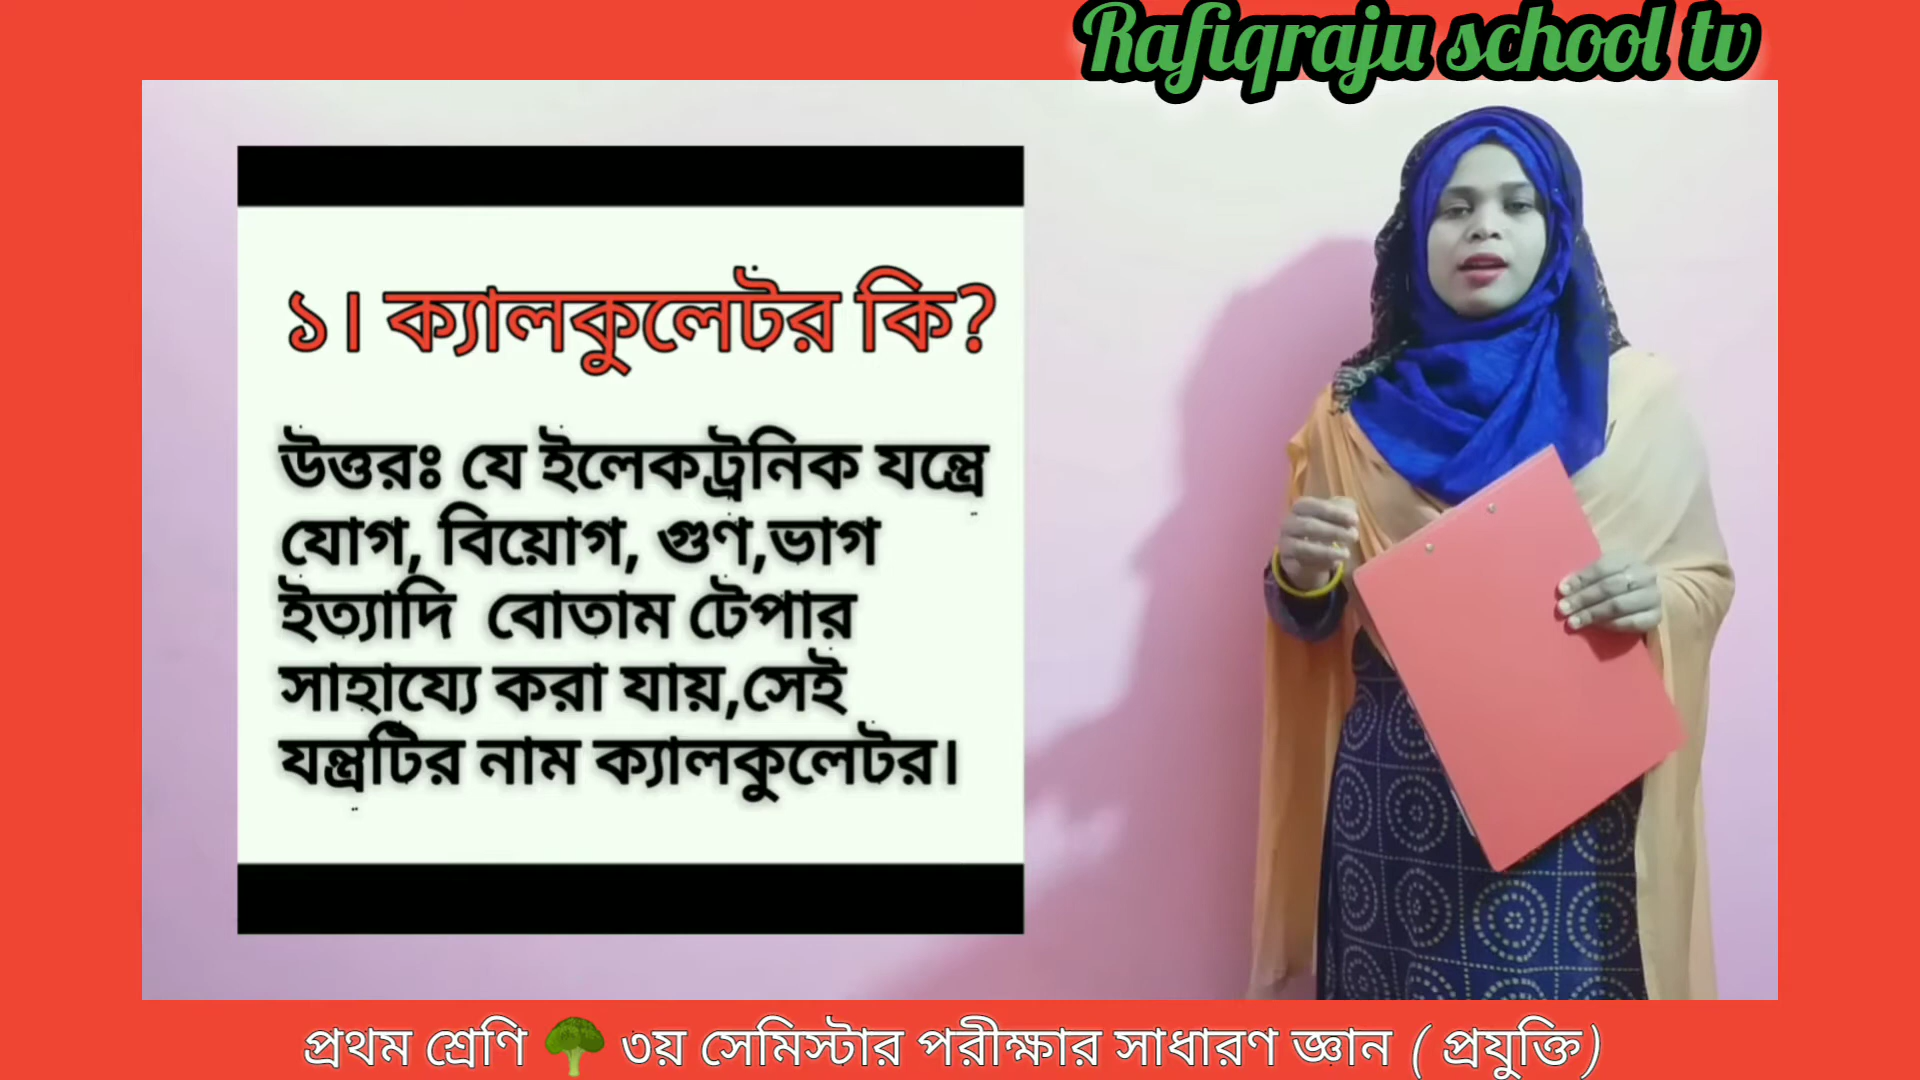 Rafiqraju school tv
১। ক্যালকুলেটর কি?
উত্তরঃ যে ইলেকট্রনিক যন্ত্রে
যোগ, বিয়োগ, গুণ,ভাগ
ইত্যাদি বোতাম টেপার
সাহায্যে করা যায়,সেই
যন্ত্রটির নাম ক্যালকুলেটর।
প্রথম শ্রেণি 🥦 ৩য় সেমিস্টার পরীক্ষার সাধারণ জ্ঞান ( প্রযুক্তি)